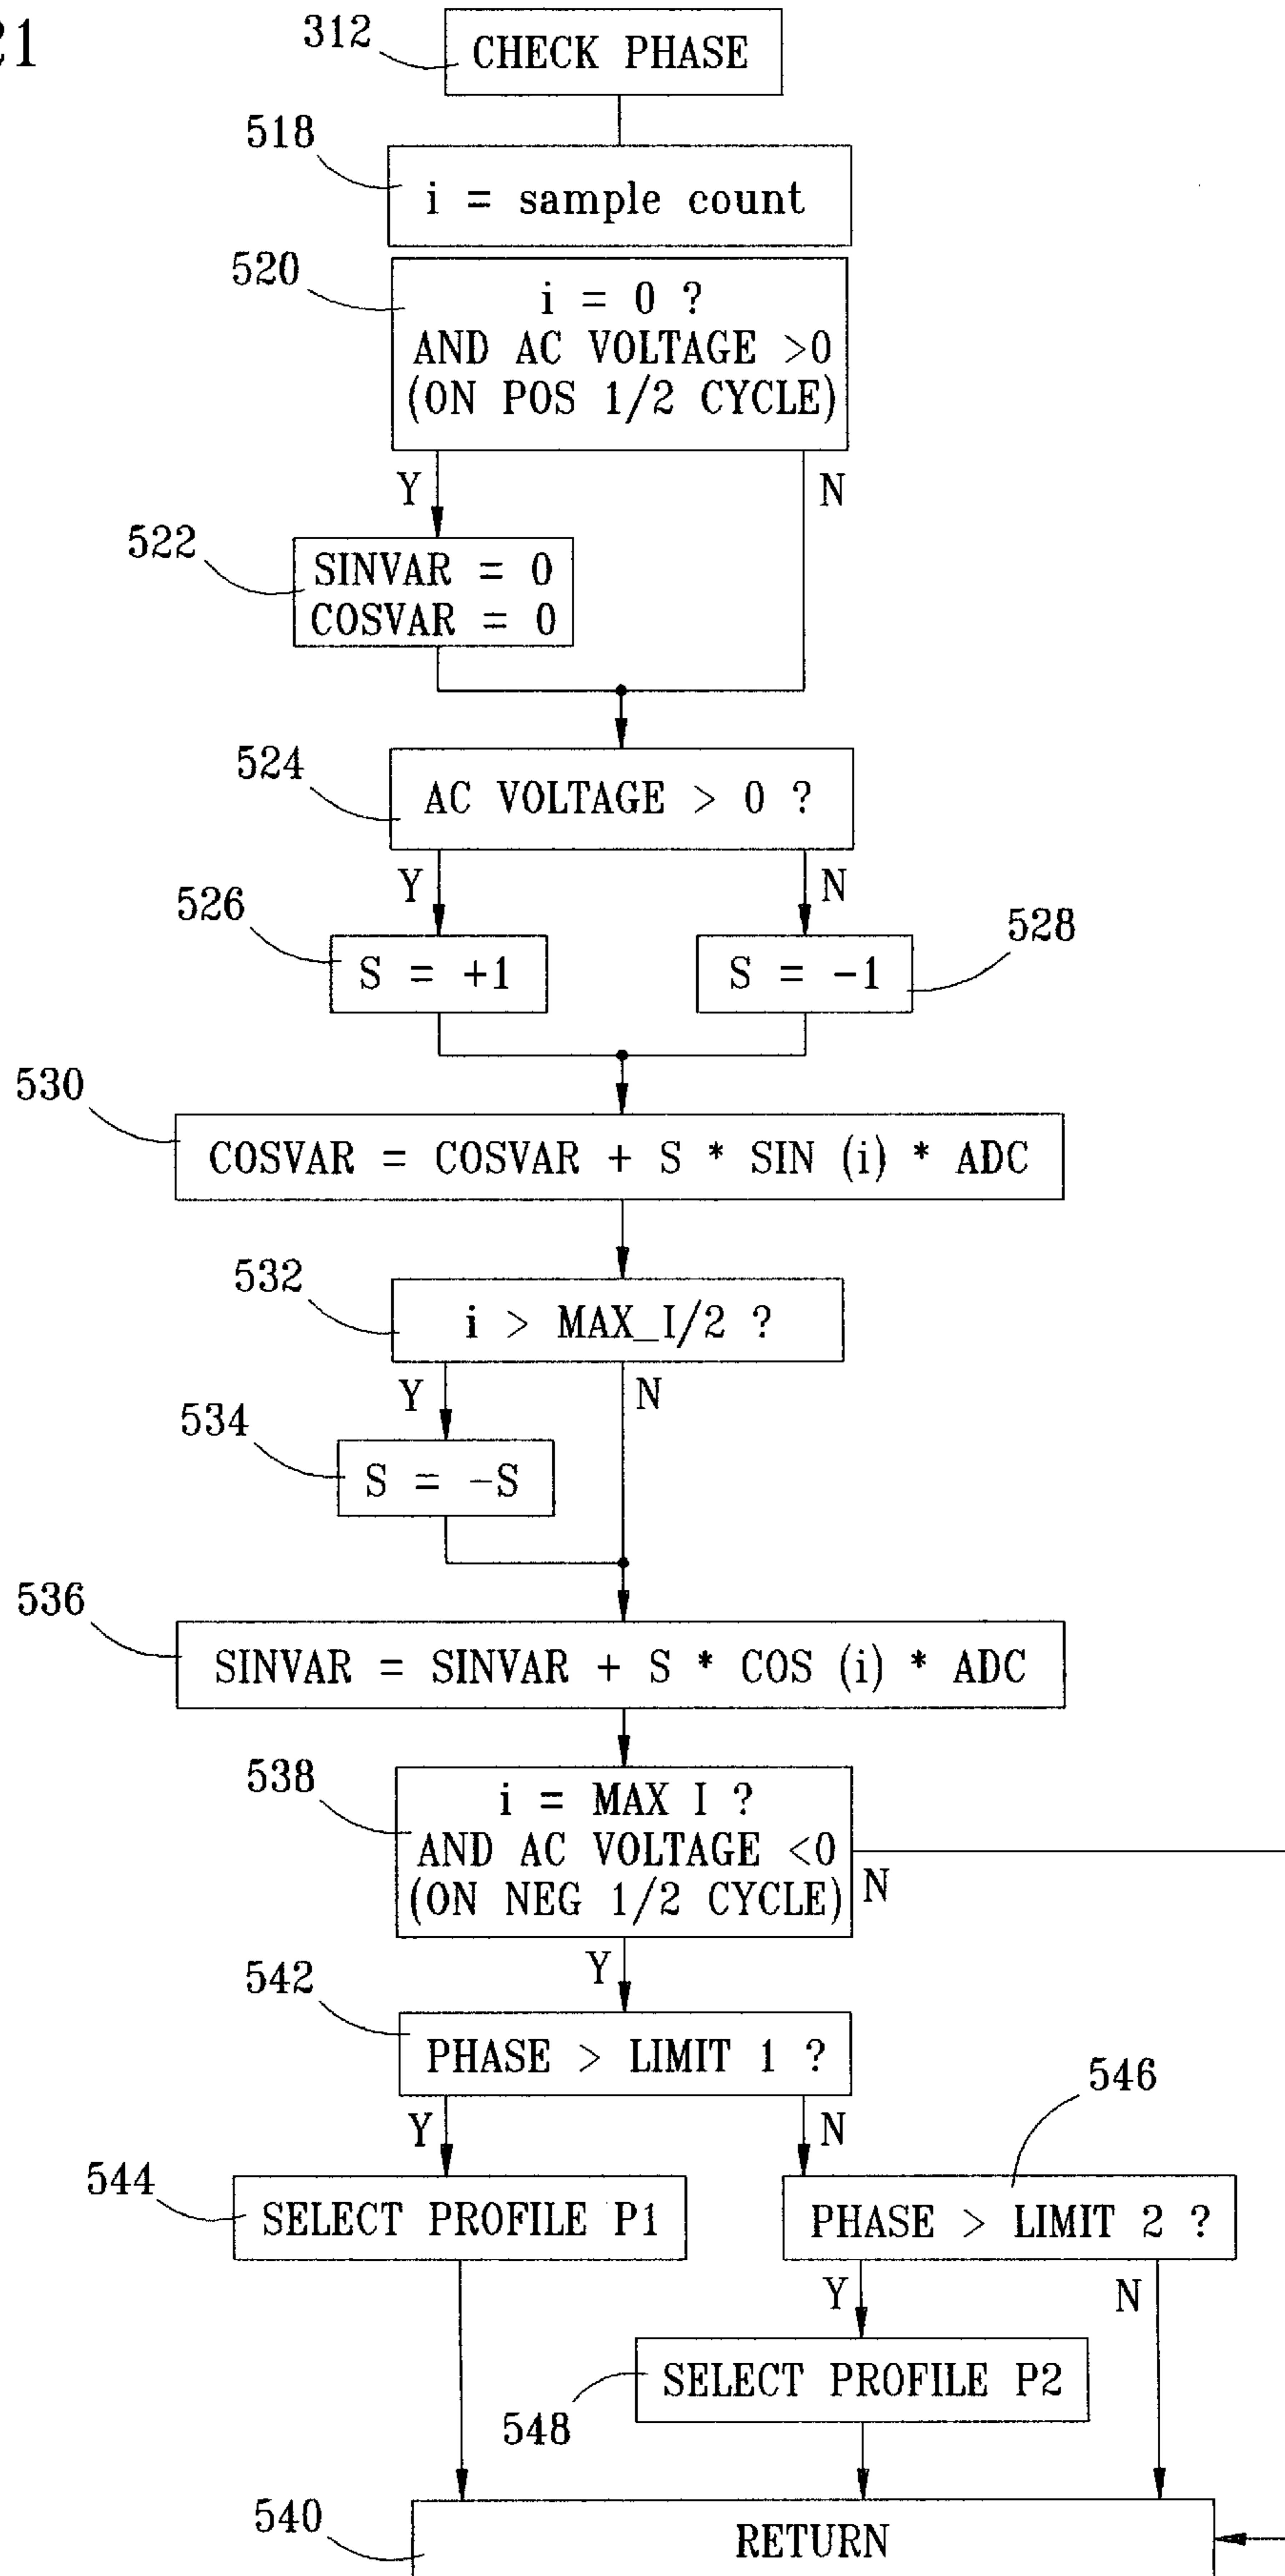 21
312
CHECK PHASE
518
i = sample count
520
i = 0 ?
AND AC VOLTAGE >0
(ON POS 1/2 CYCLE)
Y
N
522
SINVAR = 0
COSVAR = 0
524
AC VOLTAGE > 0 ?
Y
N
526
S = +1
528
S = -1
530
COSVAR = COSVAR + S * SIN (i) * ADC
532
i > MAX_I/2 ?
Y
N
534
S = -S
536
SINVAR = SINVAR + S * COS (i) * ADC
538
i = MAX I ?
AND AC VOLTAGE <0
(ON NEG 1/2 CYCLE)
N
Y
542
PHASE > LIMIT 1 ?
546
Y
N
544
SELECT PROFILE P1
PHASE > LIMIT 2 ?
Y
N
SELECT PROFILE P2
548
540
RETURN